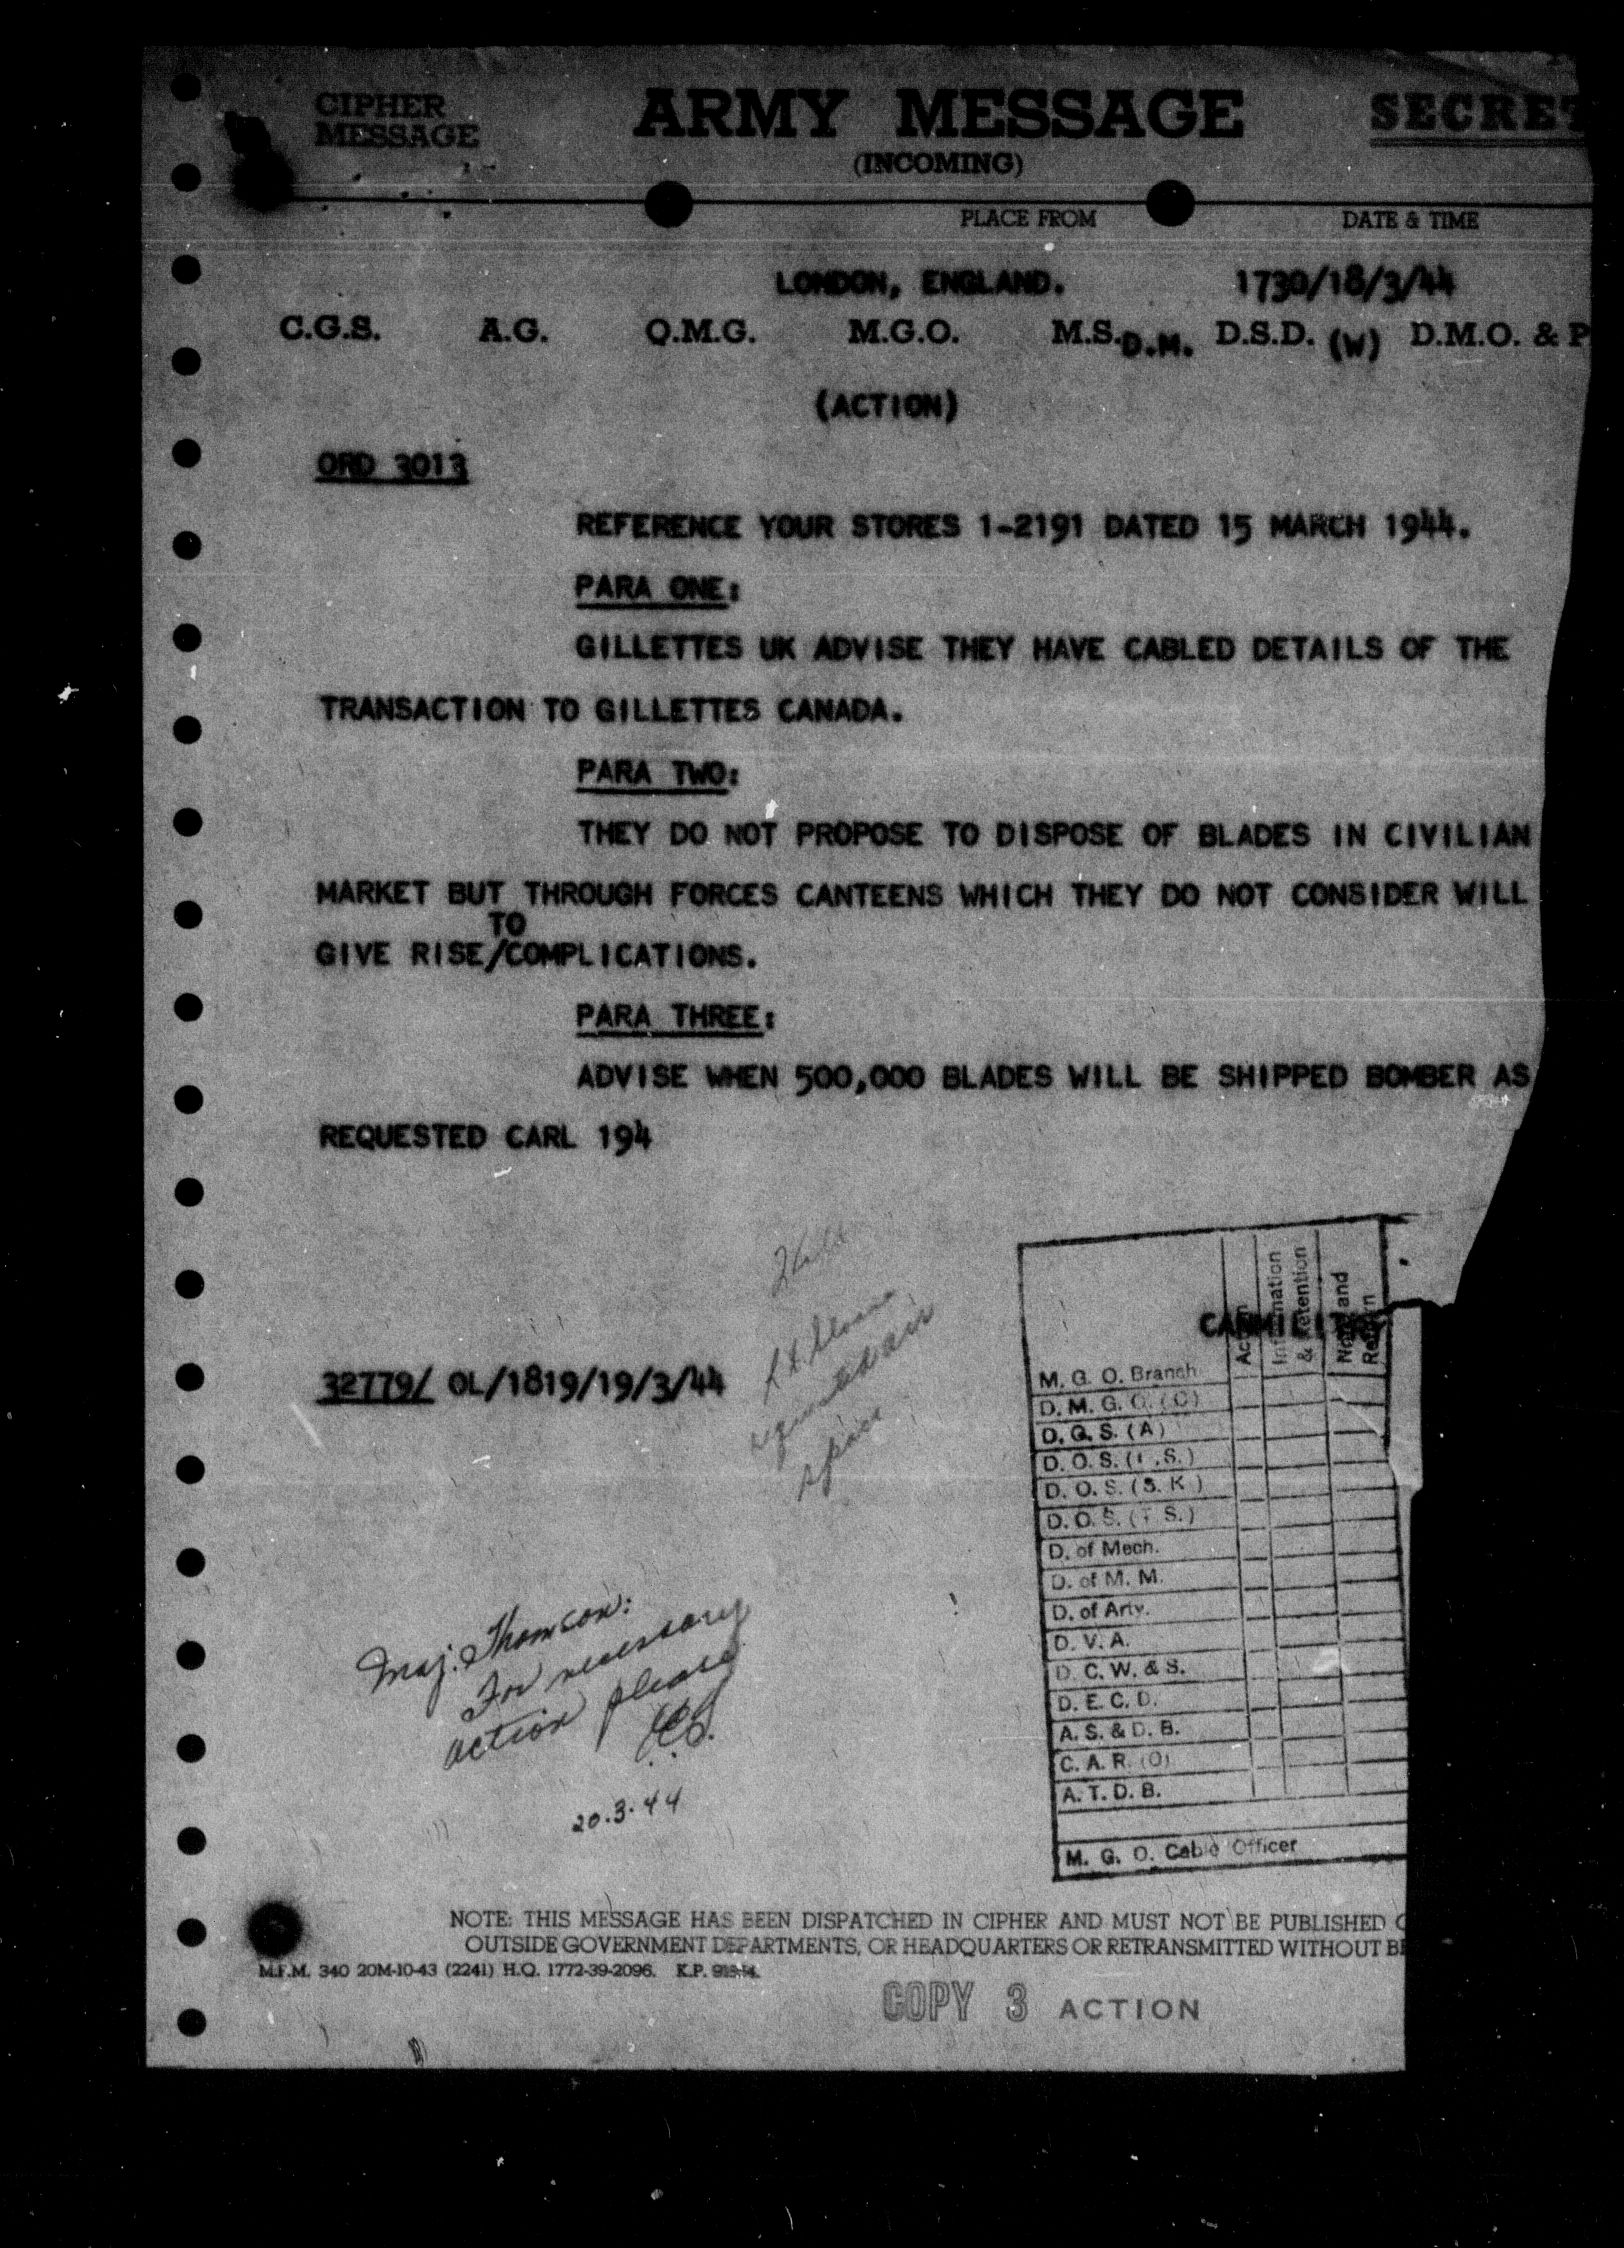 CIPHER
MESSAGE
ARMY MESSAGE
SECRET
(INCOMING)
PLACE FROM
DATE & TIME
LONDON, ENGLAND.
1730/18/3/44
C.G.S. A.G. Q.M.G. M.G.O. M.S. D.M. D.S.D. (W) D.M.O. & P
(ACTION)
ORD 3013
REFERENCE YOUR STORES 1-2191 DATED 15 MARCH 1944.
PARA ONE:
GILLETTES UK ADVISE THEY HAVE CABLED DETAILS OF THE
TRANSACTION TO GILLETTES CANADA.
PARA TWO:
THEY DO NOT PROPOSE TO DISPOSE OF BLADES IN CIVILIAN
MARKET BUT THROUGH FORCES CANTEENS WHICH THEY DO NOT CONSIDER WILL
TO
GIVE RISE/COMPLICATIONS.
PARA THREE:
ADVISE WHEN 500,000 BLADES WILL BE SHIPPED BOMBER AS
REQUESTED CARL 194
32779/ OL/1819/19/3/44
Action
Information
& Retention
Note and
Return
M. G. O. Branch
D. M. G. O. (C)
D. O. S. (A)
D. O. S.
D. O. S. (S. K.)
D. O. S. (T. S.)
D. of Mech.
D. of M. M.
D. of Arty.
D. V. A.
D. C. W. & S.
D. E. C. D.
A. S. & D. B.
C. A. R. (O)
A. T. D. B.
M. G. O. Cable Officer
Maj. Thomson:
For necessary
action please
20.3.44
NOTE: THIS MESSAGE HAS BEEN DISPATCHED IN CIPHER AND MUST NOT BE PUBLISHED
OUTSIDE GOVERNMENT DEPARTMENTS, OR HEADQUARTERS OR RETRANSMITTED WITHOUT
M.F.M. 340 20M-10-43 (2241) H.Q. 1772-39-2096. K.P.
COPY 3 ACTION